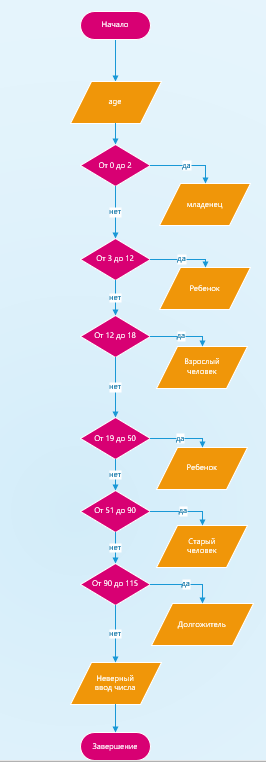 Начало
age
От 0 до 2
да
младенец
нет
От 3 до 12
да
Ребенок
нет
От 12 до 18
да
Взрослый
человек
нет
От 19 до 50
да
Ребенок
нет
От 51 до 90
да
Старый
человек
нет
От 90 до 115
да
Долгожитель
нет
Неверный
ввод числа
Завершение